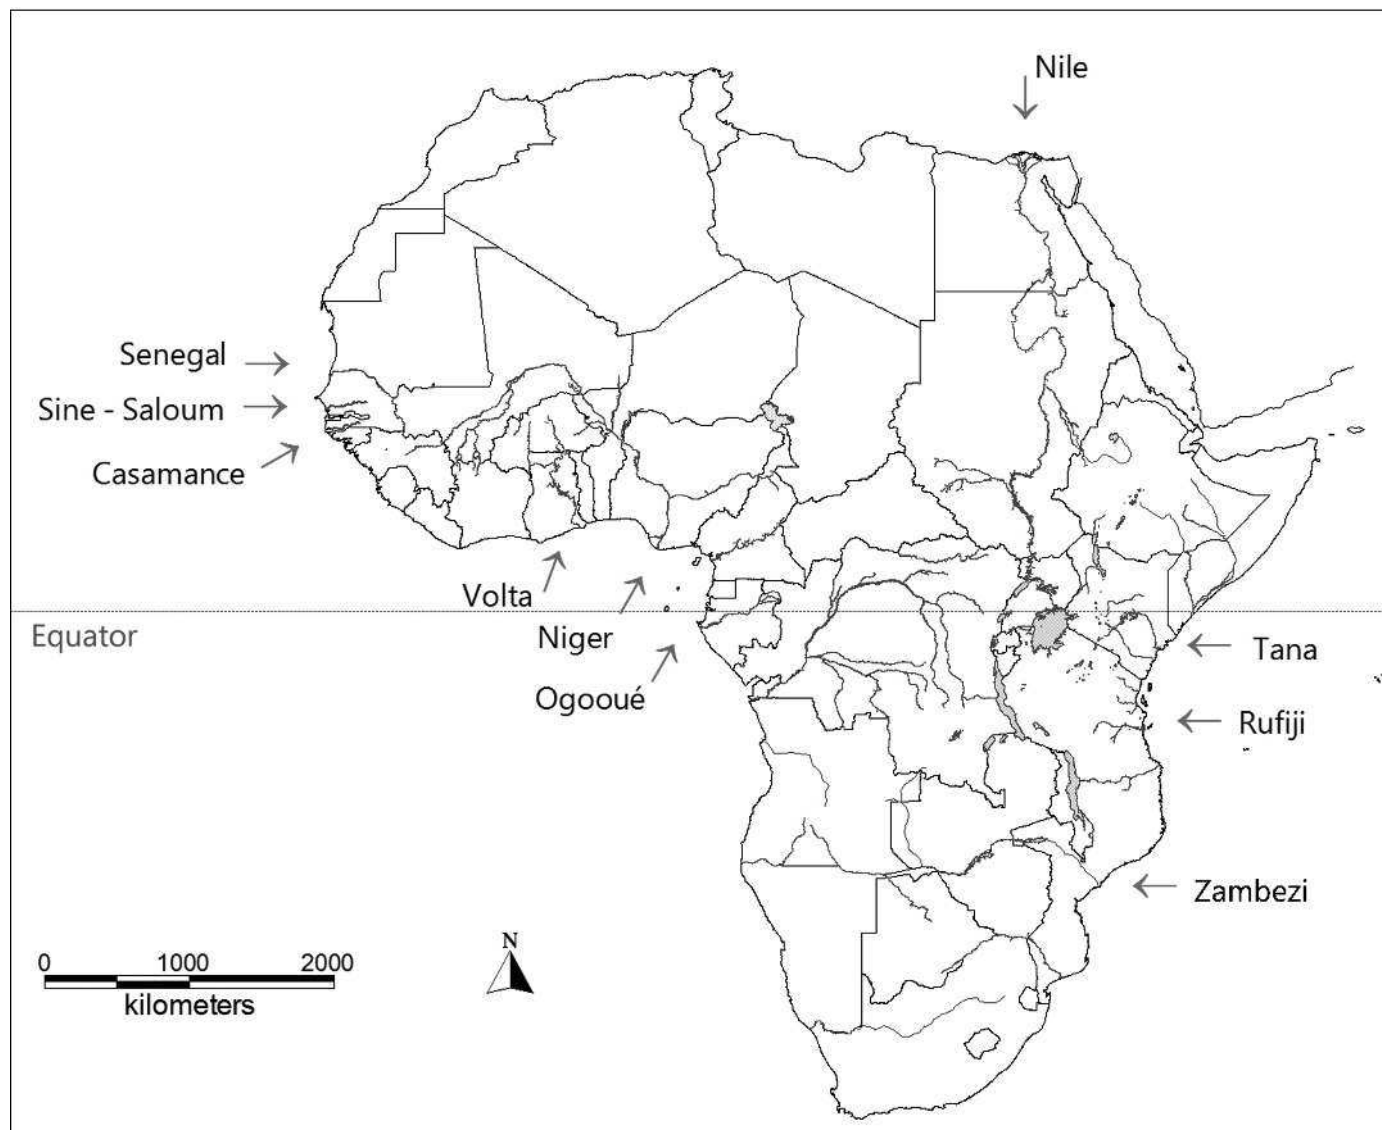 Nile
Senegal
Sine - Saloum
Casamance
Volta
Niger
Ogooué
Equator
Tana
Rufiji
Zambezi
N
0 1000 2000
kilometers